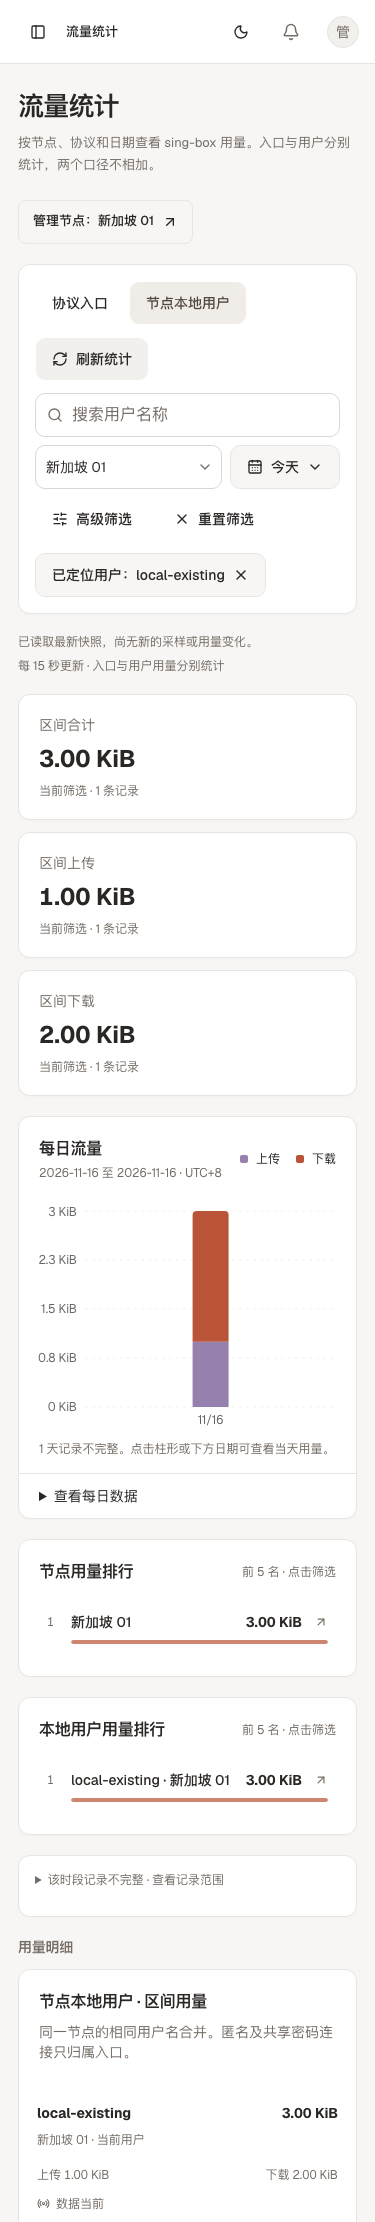 流量统计
管
流量统计
按节点、协议和日期查看 sing-box 用量。入口与用户分别
统计，两个口径不相加。
管理节点：新加坡 01
协议入口
节点本地用户
刷新统计
搜索用户名称
新加坡 01
今天
高级筛选
重置筛选
已定位用户：local-existing
已读取最新快照，尚无新的采样或用量变化。
每 15 秒更新 · 入口与用户用量分别统计
区间合计
3.00 KiB
当前筛选 · 1 条记录
区间上传
1.00 KiB
当前筛选 · 1 条记录
区间下载
2.00 KiB
当前筛选 · 1 条记录
每日流量
2026-11-16 至 2026-11-16 · UTC+8
上传
下载
3 KiB
2.3 KiB
1.5 KiB
0.8 KiB
0 KiB
11/16
1 天记录不完整。点击柱形或下方日期可查看当天用量。
查看每日数据
节点用量排行
前 5 名 · 点击筛选
1 新加坡 01 3.00 KiB
本地用户用量排行
前 5 名 · 点击筛选
1 local-existing · 新加坡 01 3.00 KiB
该时段记录不完整 · 查看记录范围
用量明细
节点本地用户 · 区间用量
同一节点的相同用户名合并。匿名及共享密码连
接只归属入口。
local-existing 3.00 KiB
新加坡 01 · 当前用户
上传 1.00 KiB 下载 2.00 KiB
数据当前